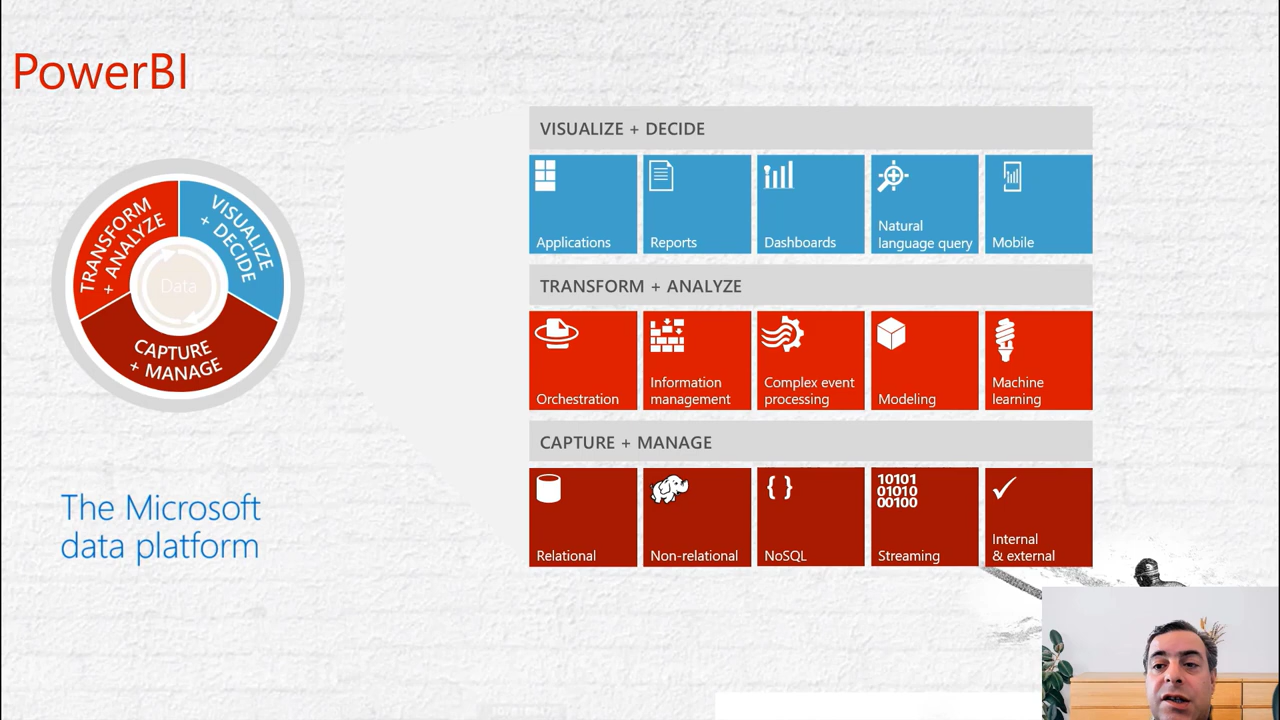 PowerBI
TRANSFORM
+ ANALYZE
VISUALIZE
+ DECIDE
Data
CAPTURE
+ MANAGE
The Microsoft
data platform
VISUALIZE + DECIDE
Applications
Reports
Dashboards
Natural
language query
Mobile
TRANSFORM + ANALYZE
Orchestration
Information
management
Complex event
processing
Modeling
Machine
learning
CAPTURE + MANAGE
Relational
Non-relational
{ }
NoSQL
10101
01010
00100
Streaming
Internal
& external